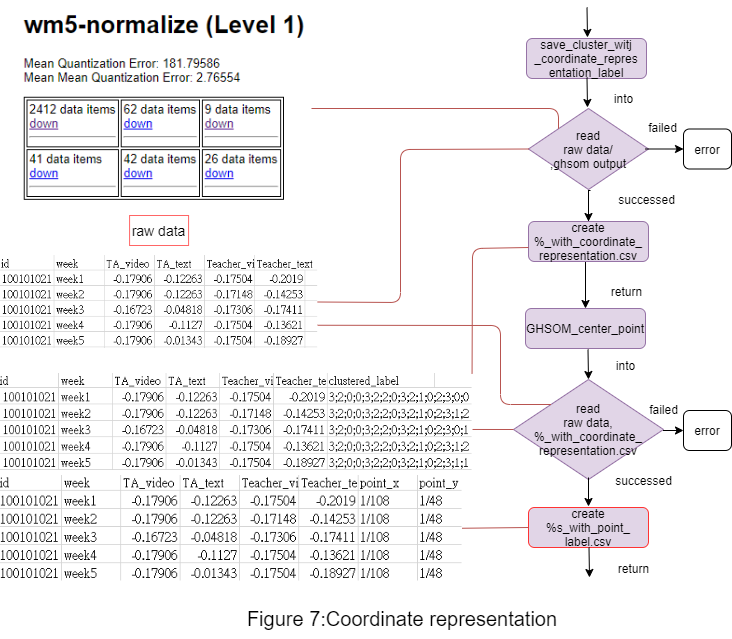 wm5-normalize (Level 1)
Mean Quantization Error: 181.79586
Mean Mean Quantization Error: 2.76554
2412 data items 62 data items 9 data items
down down down
41 data items 42 data items 26 data items
down down down
raw data
id week TA_video TA_text Teacher_vi Teacher_text
100101021 week1 -0.17906 -0.12263 -0.17504 -0.2019
100101021 week2 -0.17906 -0.12263 -0.17148 -0.14253
100101021 week3 -0.16723 -0.04818 -0.17306 -0.17411
100101021 week4 -0.17906 -0.1127 -0.17504 -0.13621
100101021 week5 -0.17906 -0.01343 -0.17504 -0.18927
id week TA_video TA_text Teacher_vi Teacher_te clustered_label
100101021 week1 -0.17906 -0.12263 -0.17504 -0.2019 3;2;0;0;3;2;2;0;3;2;1;0;2;3;0;0
100101021 week2 -0.17906 -0.12263 -0.17148 -0.14253 3;2;0;0;3;2;2;0;3;2;1;0;2;3;1;2
100101021 week3 -0.16723 -0.04818 -0.17306 -0.17411 3;2;0;0;3;2;2;0;3;2;1;0;2;3;0;1
100101021 week4 -0.17906 -0.1127 -0.17504 -0.13621 3;2;0;0;3;2;2;0;3;2;1;0;2;3;1;2
100101021 week5 -0.17906 -0.01343 -0.17504 -0.18927 3;2;0;0;3;2;2;0;3;2;1;0;2;3;1;1
id week TA_video TA_text Teacher_vi Teacher_te point_x point_y
100101021 week1 -0.17906 -0.12263 -0.17504 -0.2019 1/108 1/48
100101021 week2 -0.17906 -0.12263 -0.17148 -0.14253 1/108 1/48
100101021 week3 -0.16723 -0.04818 -0.17306 -0.17411 1/108 1/48
100101021 week4 -0.17906 -0.1127 -0.17504 -0.13621 1/108 1/48
100101021 week5 -0.17906 -0.01343 -0.17504 -0.18927 1/108 1/48
save_cluster_witj
_coordinate_repres
entation_label
into
read
raw data/
,ghsom output
failed
error
successed
create
%_with_coordinate_
representation.csv
return
GHSOM_center_point
into
read
raw data,
%_with_coordinate_
representation.csv
failed
error
successed
create
%s_with_point_
label.csv
return
Figure 7:Coordinate representation